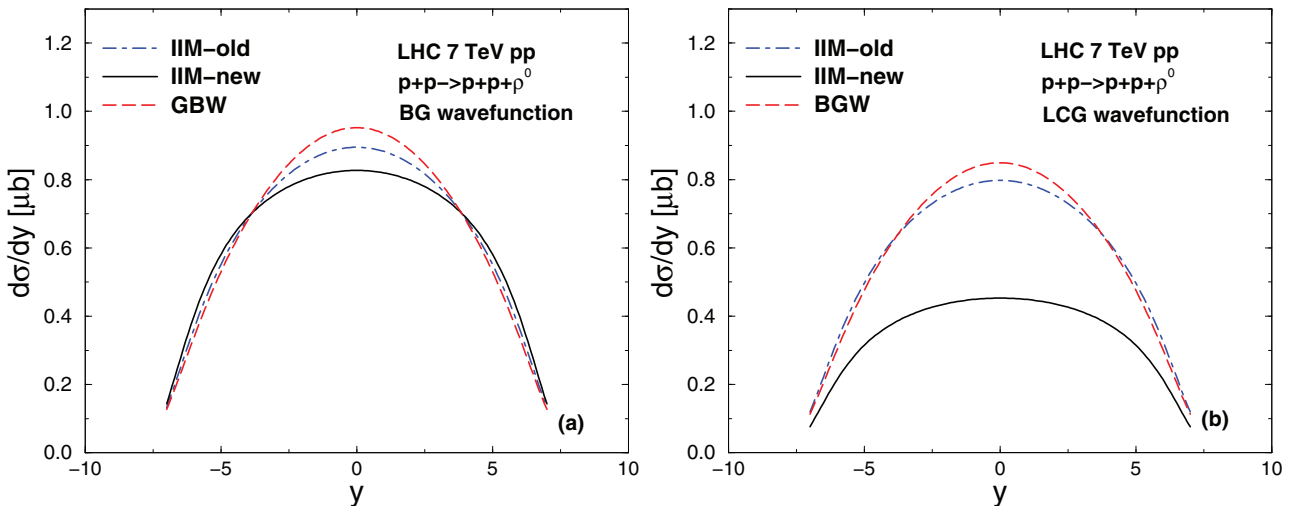 IIM−old
IIM−new
GBW
LHC 7 TeV pp
p+p−>p+p+ρ⁰
BG wavefunction
dσ/dy [μb]
1.2
1.0
0.8
0.6
0.4
0.2
0.0
−10
−5
0
5
10
y
(a)
IIM−old
IIM−new
BGW
LHC 7 TeV pp
p+p−>p+p+ρ⁰
LCG wavefunction
dσ/dy [μb]
1.2
1.0
0.8
0.6
0.4
0.2
0.0
−10
−5
0
5
10
y
(b)